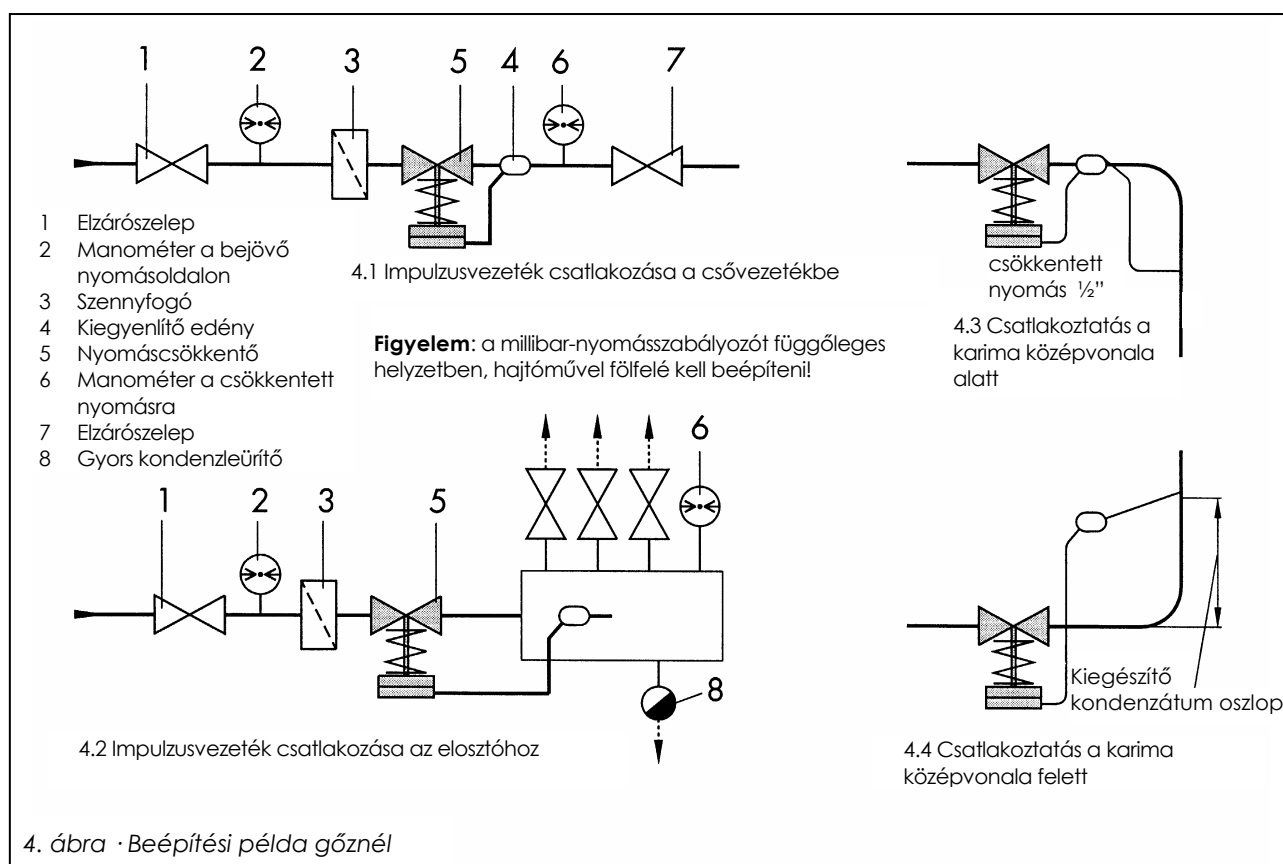 1 2 3 5 4 6 7
1 Elzárószelep
2 Manométer a bejövő
nyomásoldalon
3 Szennyfogó
4 Kiegyenlítő edény
5 Nyomáscsökkentő
6 Manométer a csökkentett
nyomásra
7 Elzárószelep
8 Gyors kondenzleürítő
4.1 Impulzusvezeték csatlakozása a csővezetékbe
Figyelem: a millibar-nyomásszabályozót függőleges
helyzetben, hajtóművel fölfelé kell beépíteni!
csökkentett
nyomás ½”
4.3 Csatlakoztatás a
karima középvonala
alatt
1 2 3 5 6
8
4.2 Impulzusvezeték csatlakozása az elosztóhoz
Kiegészítő
kondenzátum oszlop
4.4 Csatlakoztatás a karima
középvonala felett
4. ábra · Beépítési példa gőznél